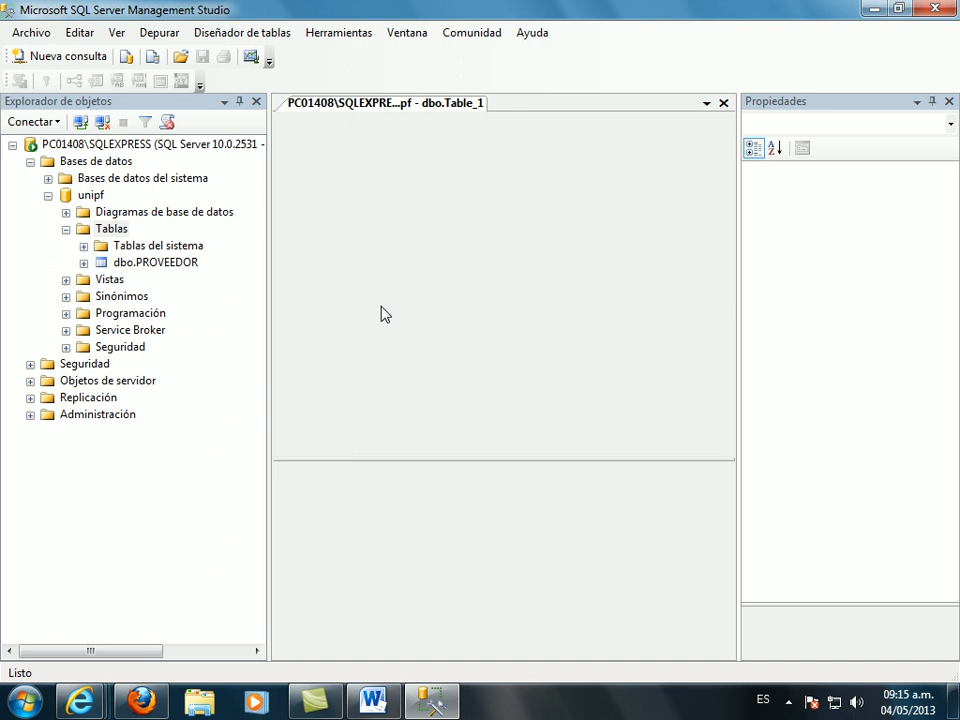 Microsoft SQL Server Management Studio
Archivo Editar Ver Depurar Diseñador de tablas Herramientas Ventana Comunidad Ayuda
Nueva consulta
Explorador de objetos
Conectar
PC01408\SQLEXPRESS (SQL Server 10.0.2531 -
Bases de datos
Bases de datos del sistema
unipf
Diagramas de base de datos
Tablas
Tablas del sistema
dbo.PROVEEDOR
Vistas
Sinónimos
Programación
Service Broker
Seguridad
Seguridad
Objetos de servidor
Replicación
Administración
PC01408\SQLEXPRE...pf - dbo.Table_1
Propiedades
Listo
ES
09:15 a.m.
04/05/2013